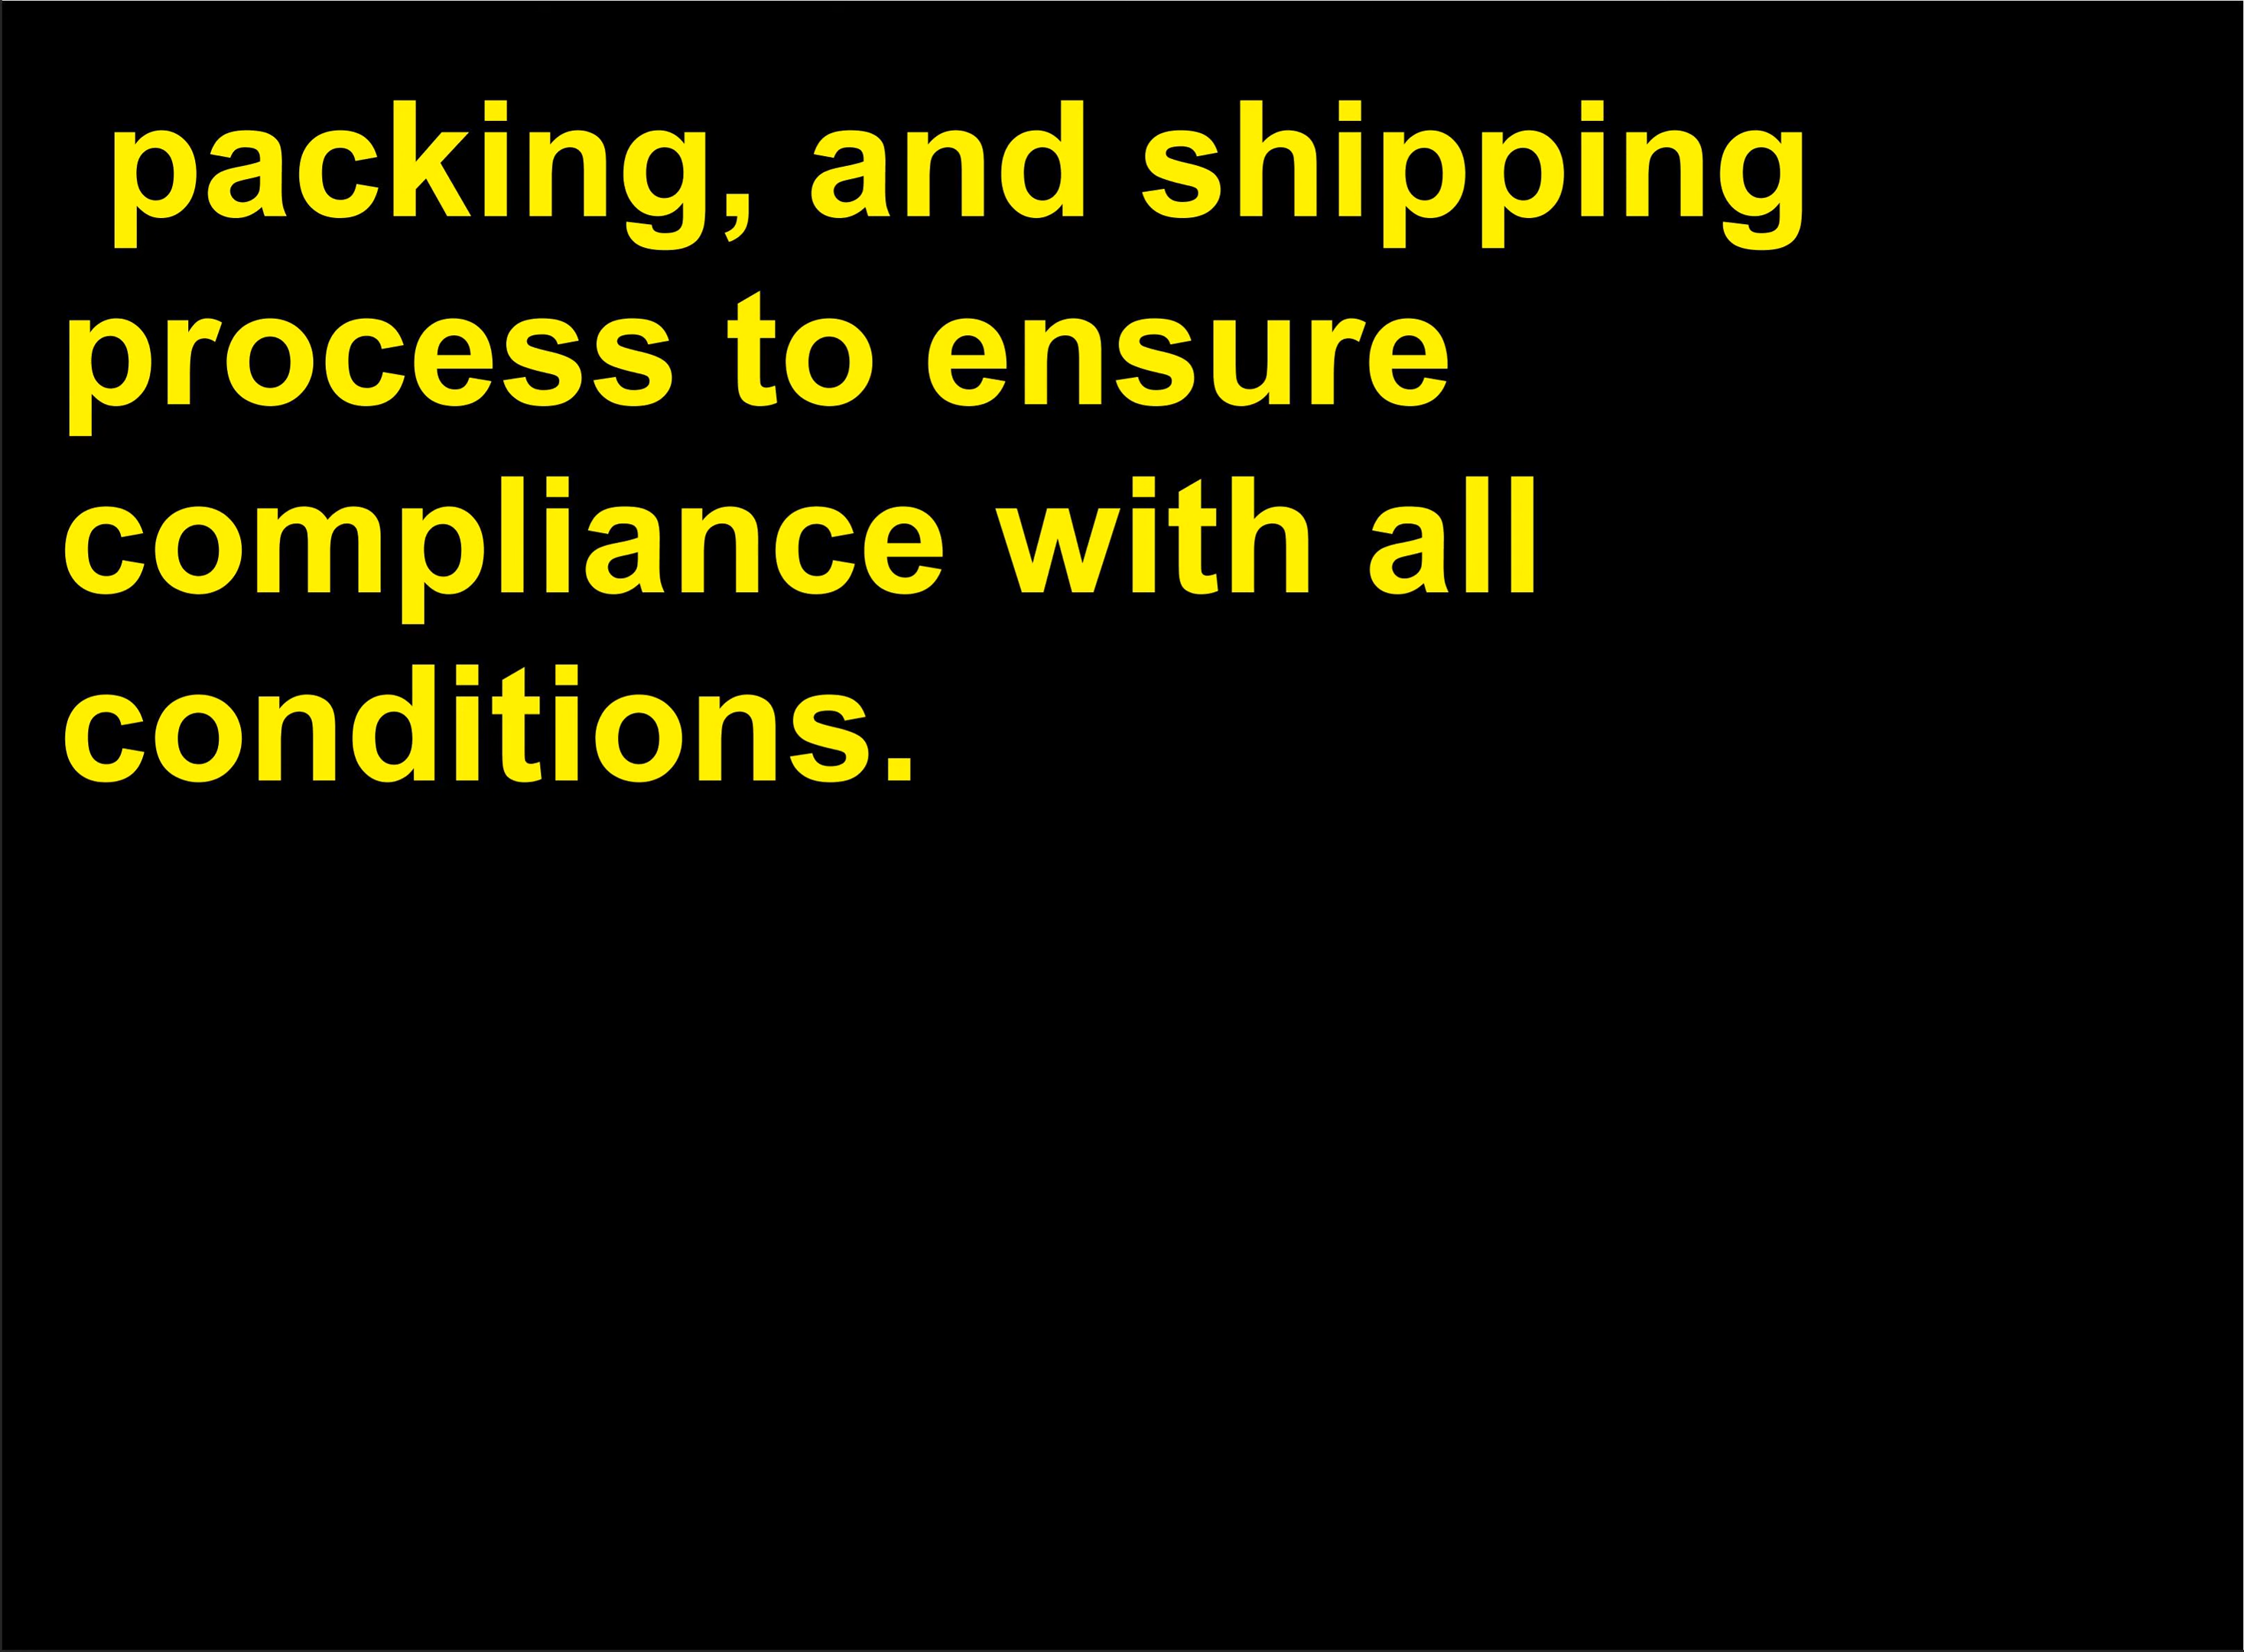 packing, and shipping
process to ensure
compliance with all
conditions.